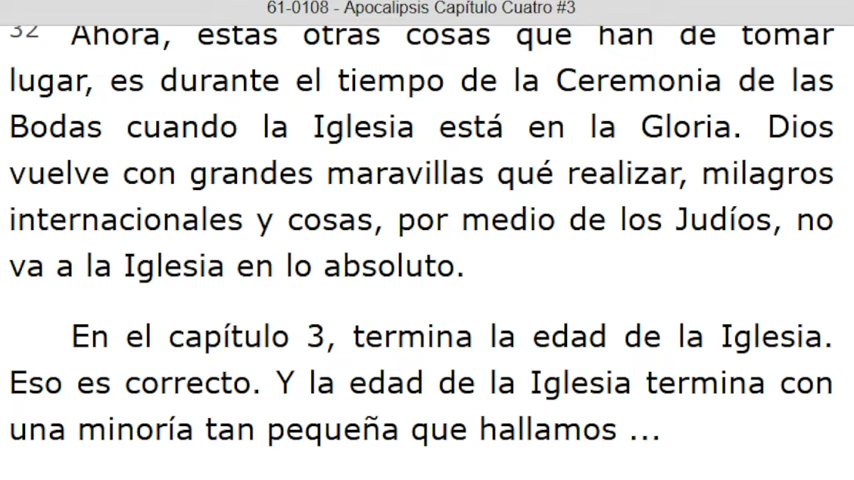 61-0108 - Apocalipsis Capítulo Cuatro #3
32 Ahora, estas otras cosas que han de tomar
lugar, es durante el tiempo de la Ceremonia de las
Bodas cuando la Iglesia está en la Gloria. Dios
vuelve con grandes maravillas qué realizar, milagros
internacionales y cosas, por medio de los Judíos, no
va a la Iglesia en lo absoluto.
En el capítulo 3, termina la edad de la Iglesia.
Eso es correcto. Y la edad de la Iglesia termina con
una minoría tan pequeña que hallamos ...